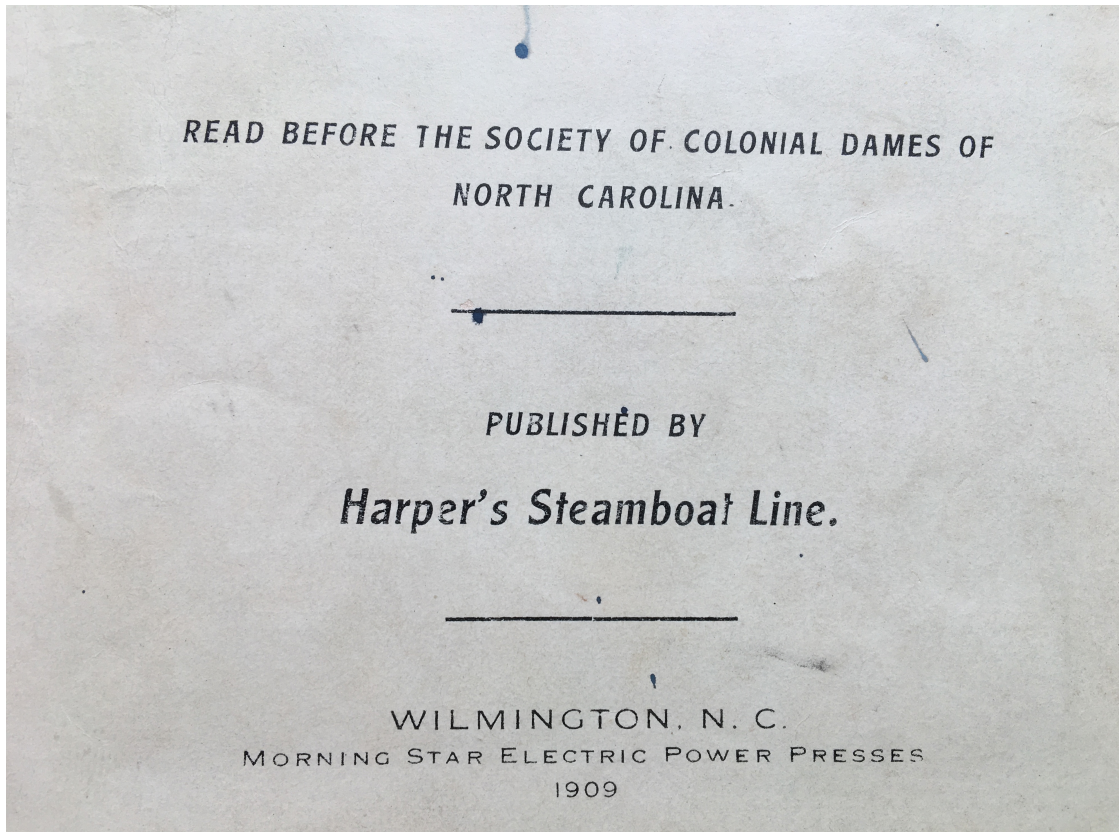 READ BEFORE THE SOCIETY OF COLONIAL DAMES OF
NORTH CAROLINA.
PUBLISHED BY
Harper's Steamboat Line.
WILMINGTON, N. C.
MORNING STAR ELECTRIC POWER PRESSES
1909